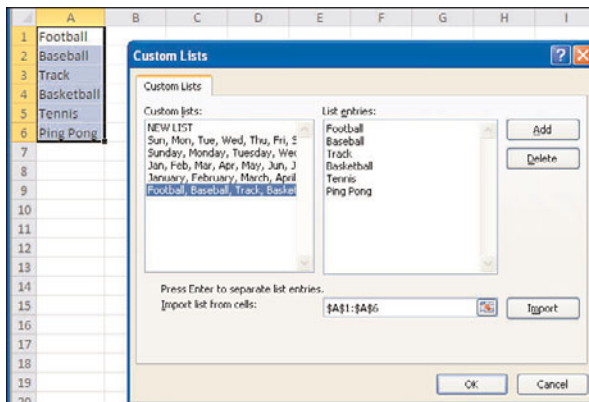 A B C D E F G H I
1 Football
2 Baseball
3 Track
4 Basketball
5 Tennis
6 Ping Pong
7
8
9
10
11
12
13
14
15
16
17
18
19
20
Custom Lists
Custom Lists
Custom lists:
NEW LIST
Sun, Mon, Tue, Wed, Thu, Fri, S
Sunday, Monday, Tuesday, Wed
Jan, Feb, Mar, Apr, May, Jun, J
January, February, March, April
Football, Baseball, Track, Basket
List entries:
Football
Baseball
Track
Basketball
Tennis
Ping Pong
Add
Delete
Press Enter to separate list entries.
Import list from cells:
$A$1:$A$6
Import
OK
Cancel